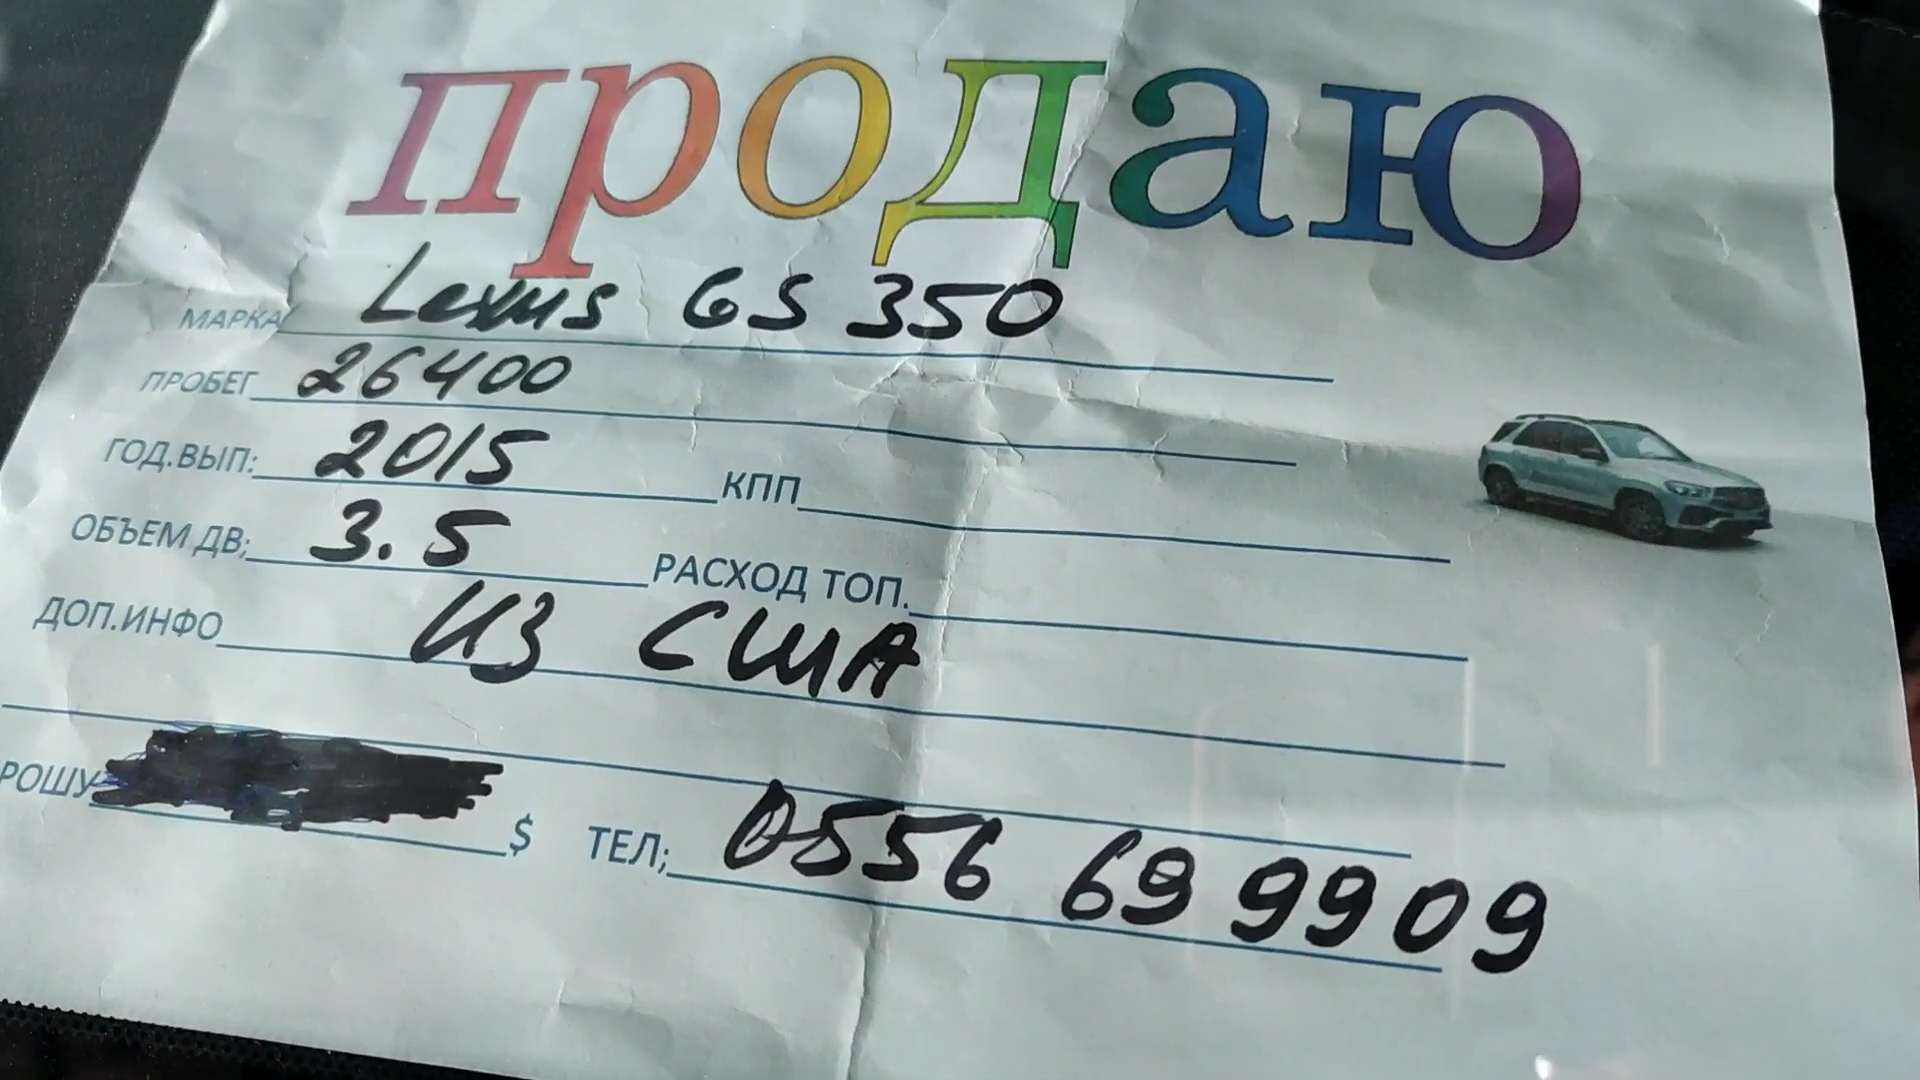 продаю
МАРКА Lexus GS 350
ПРОБЕГ 26400
ГОД.ВЫП: 2015 КПП
ОБЪЕМ ДВ; 3.5 РАСХОД ТОП.
ДОП.ИНФО ИЗ США
РОШУ $ ТЕЛ; 0556 69 9909